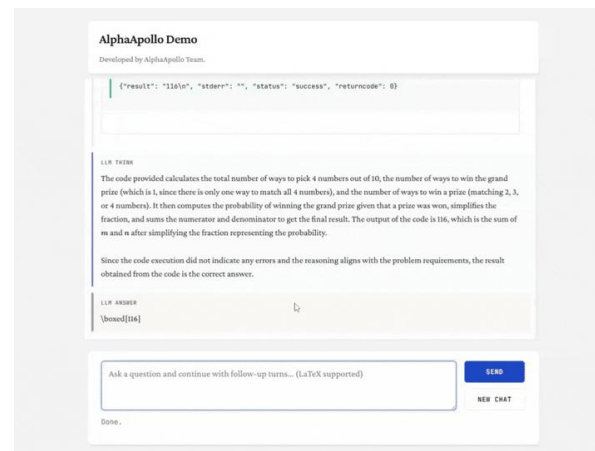 AlphaApollo Demo
Developed by AlphaApollo Team.
{"result": "116\n", "stderr": "", "status": "success", "returncode": 0}
LLM THINK
The code provided calculates the total number of ways to pick 4 numbers out of 10, the number of ways to win the grand
prize (which is 1, since there is only one way to match all 4 numbers), and the number of ways to win a prize (matching 2, 3,
or 4 numbers). It then computes the probability of winning the grand prize given that a prize was won, simplifies the
fraction, and sums the numerator and denominator to get the final result. The output of the code is 116, which is the sum of
m and n after simplifying the fraction representing the probability.
Since the code execution did not indicate any errors and the reasoning aligns with the problem requirements, the result
obtained from the code is the correct answer.
LLM ANSWER
\boxed{116}
Ask a question and continue with follow-up turns... (LaTeX supported)
SEND
NEW CHAT
Done.